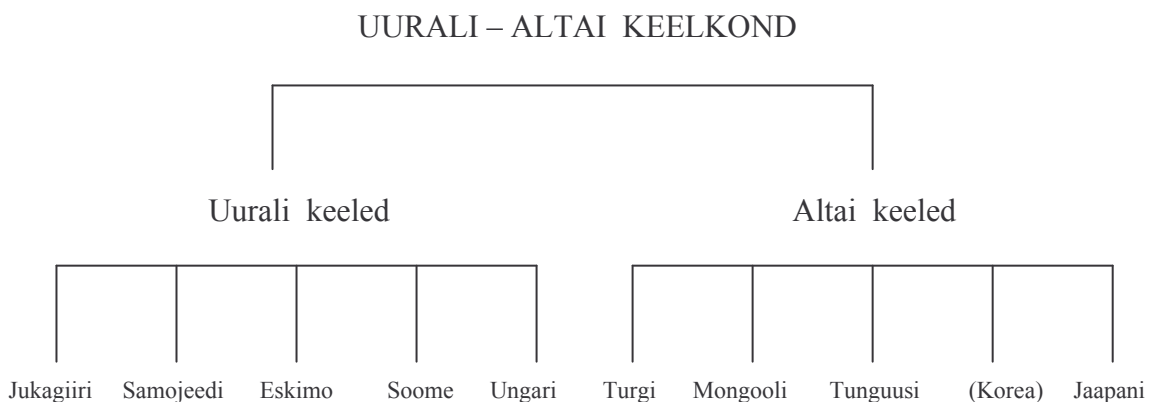 UURALI – ALTAI KEELKOND
Uurali keeled Altai keeled
Jukagiiri Samojeedi Eskimo Soome Ungari Turgi Mongooli Tunguusi (Korea) Jaapani